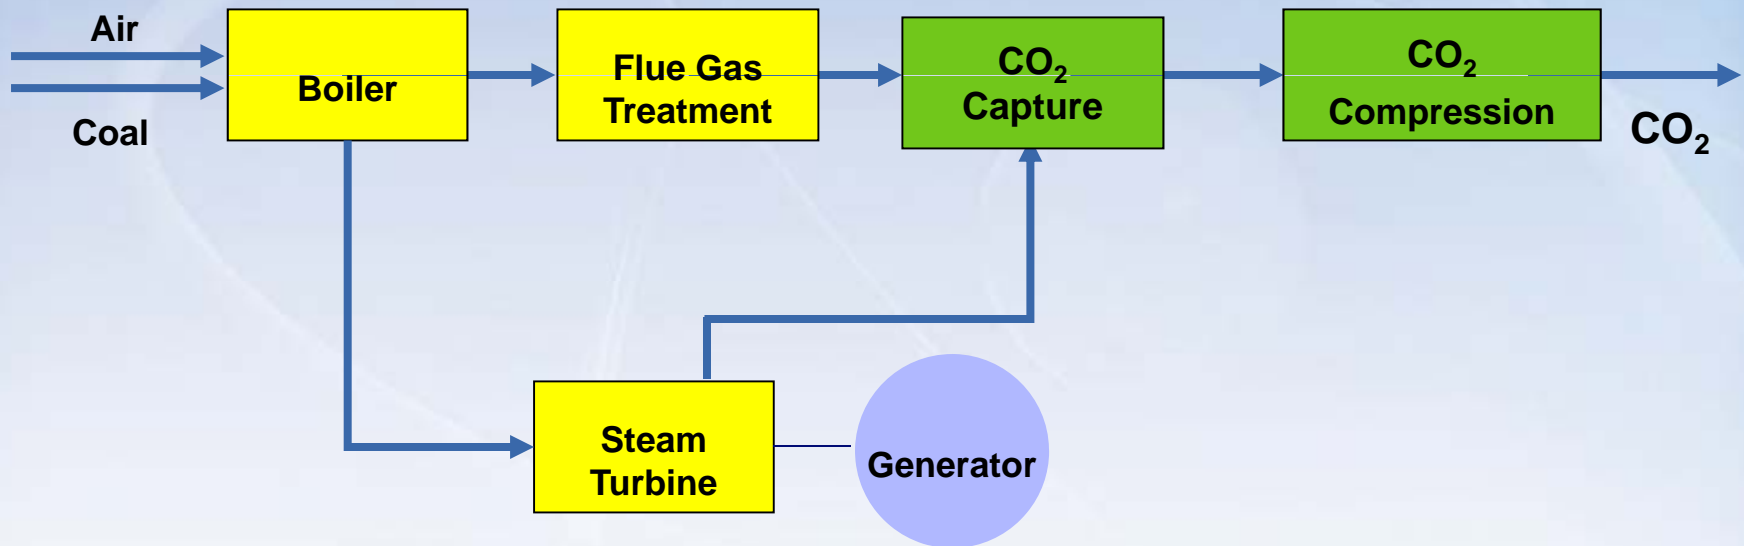 Air
Coal
Boiler
Flue Gas
Treatment
CO₂
Capture
CO₂
Compression
CO₂
Steam
Turbine
Generator